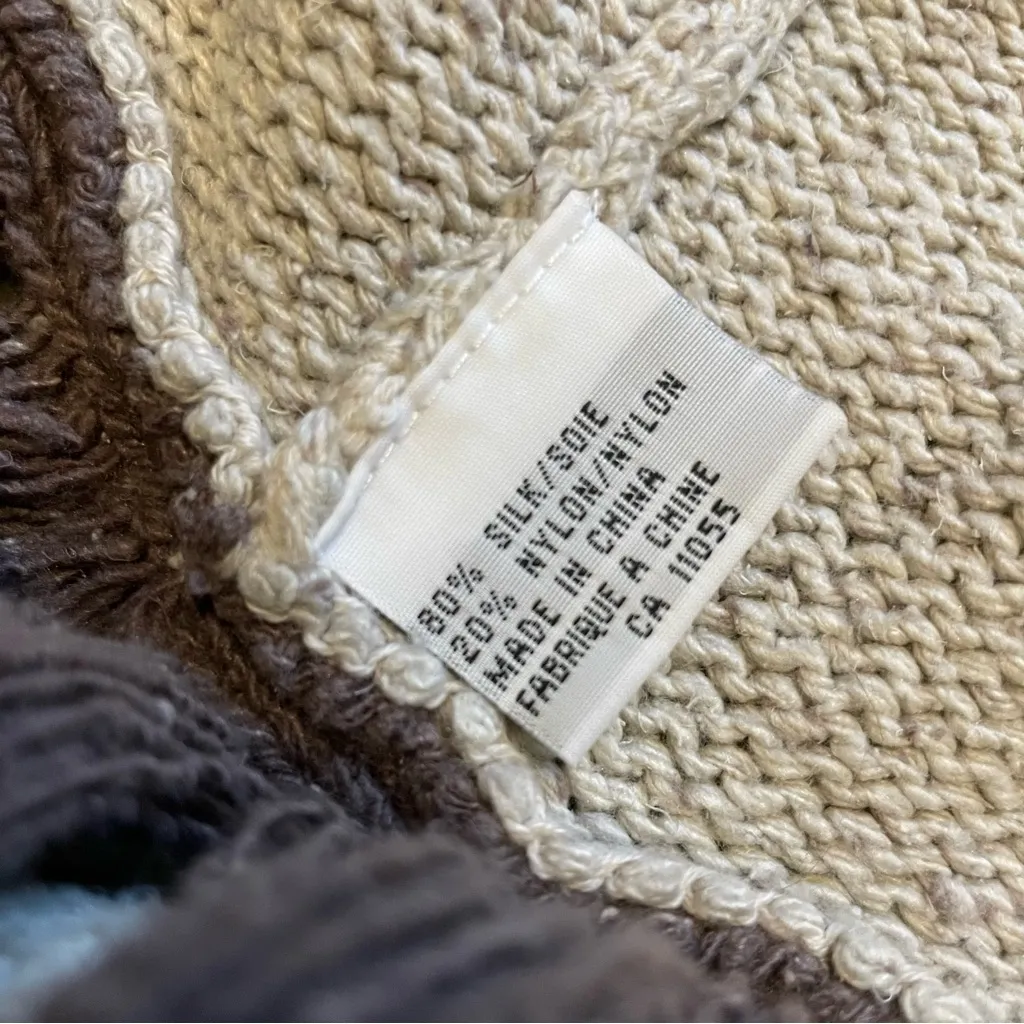 80% SILK/SOIE
20% NYLON/NYLON
MADE IN CHINA
FABRIQUE A CHINE
CA 11055